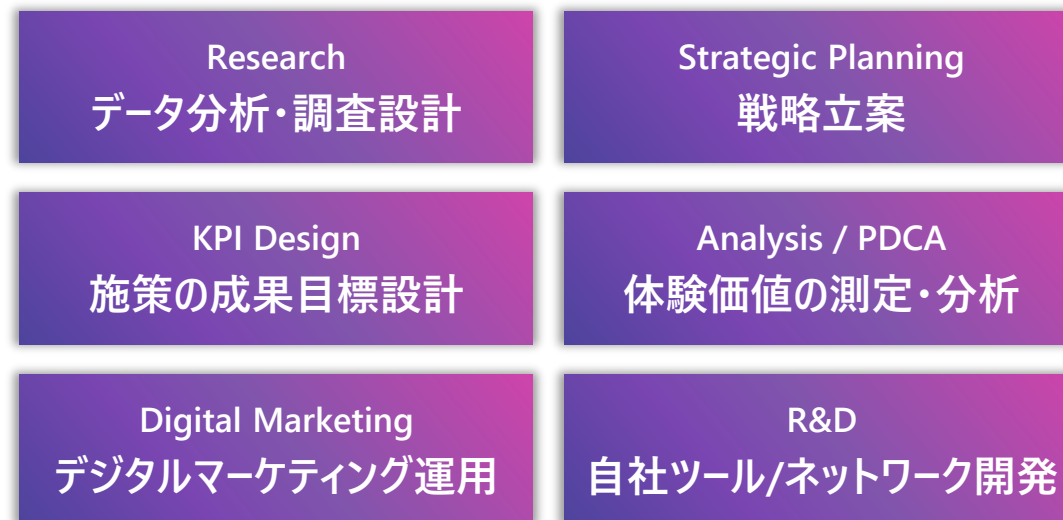 Research
データ分析・調査設計
Strategic Planning
戦略立案
KPI Design
施策の成果目標設計
Analysis / PDCA
体験価値の測定・分析
Digital Marketing
デジタルマーケティング運用
R&D
自社ツール/ネットワーク開発